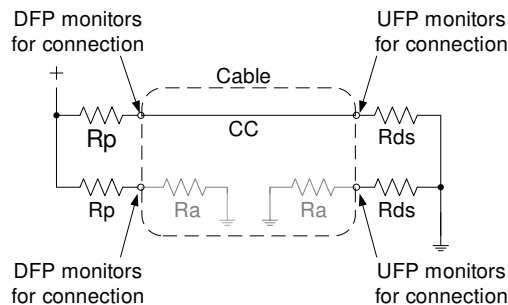 DFP monitors
for connection
UFP monitors
for connection
Cable
+
Rp
CC
Rds
Rp
Ra
Ra
Rds
DFP monitors
for connection
UFP monitors
for connection